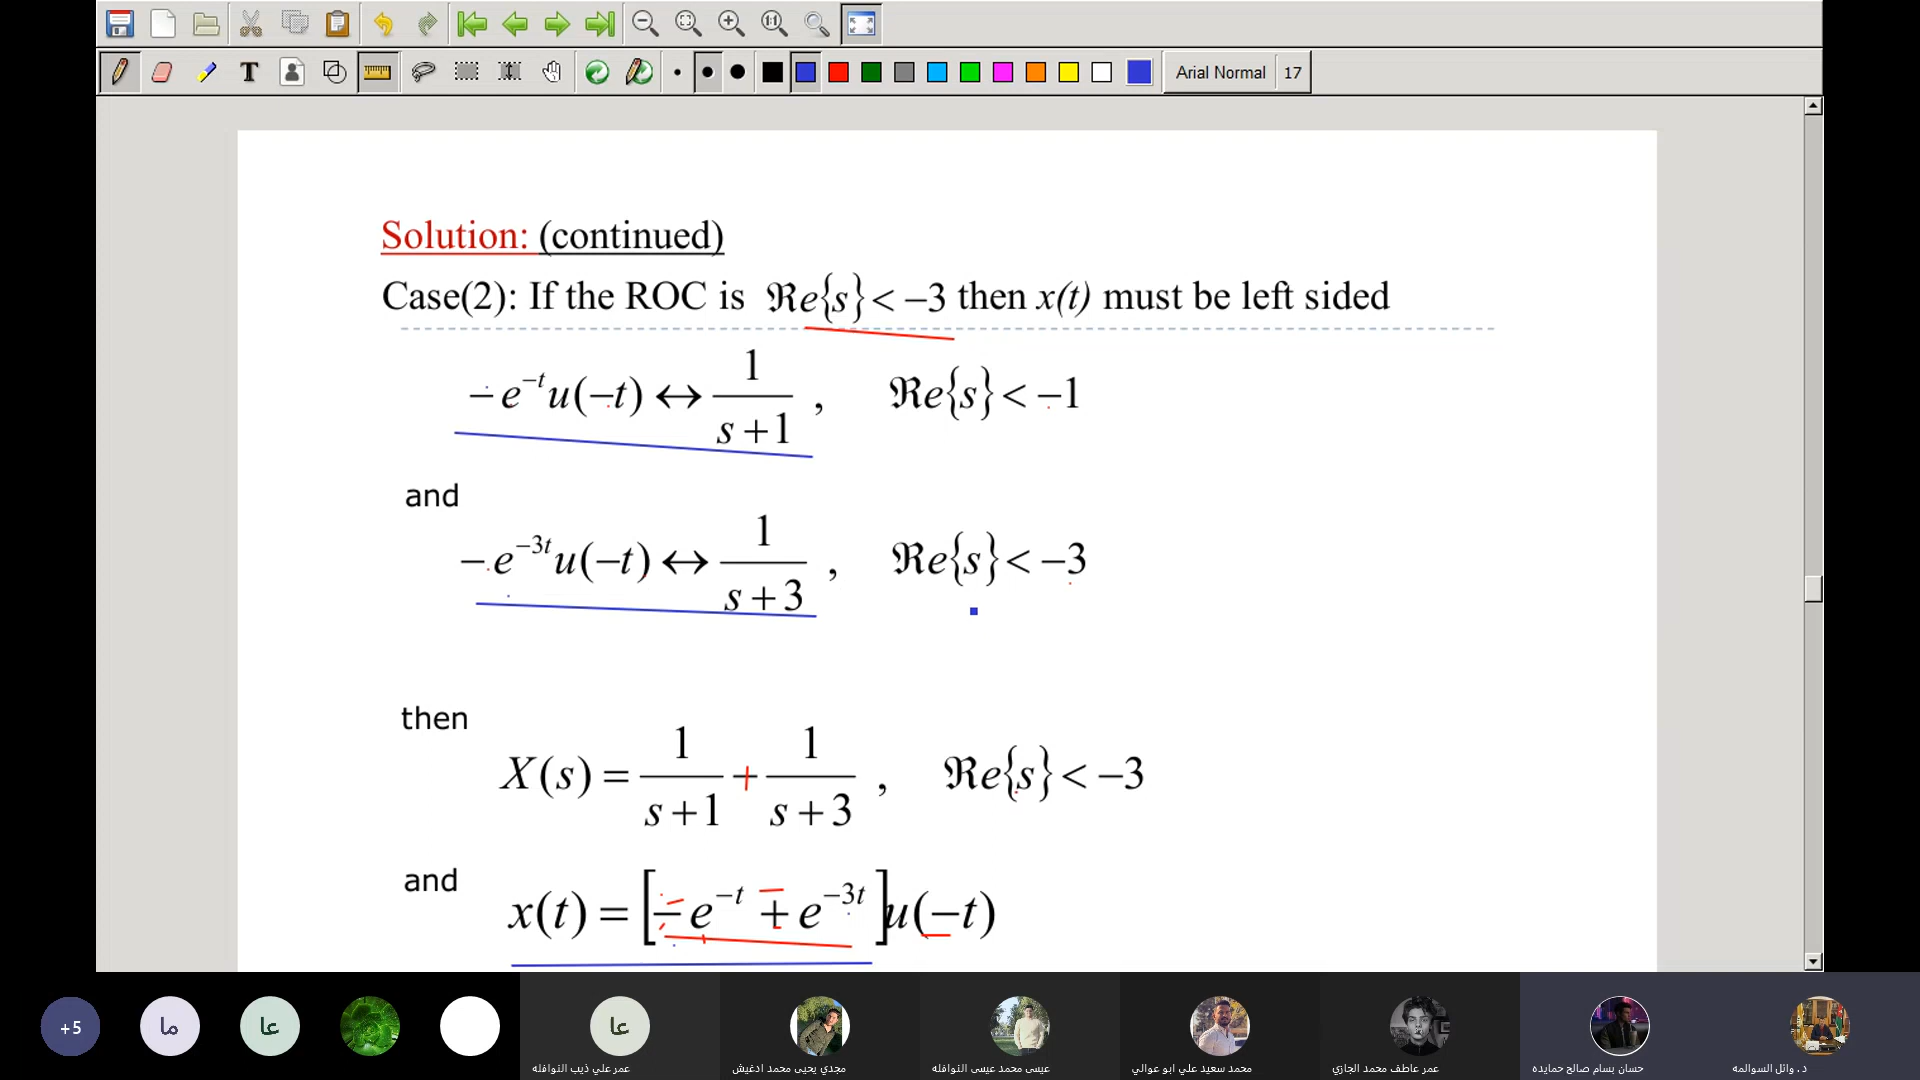 Arial Normal 17
Solution: (continued)
Case(2): If the ROC is ℜe{s} < −3 then x(t) must be left sided
−e^{−t}u(−t) ↔ 1/(s+1) , ℜe{s} < −1
and
−e^{−3t}u(−t) ↔ 1/(s+3) , ℜe{s} < −3
then
X(s) = 1/(s+1) + 1/(s+3) , ℜe{s} < −3
and
x(t) = [−e^{−t} ∓ e^{−3t}]u(−t)
+5
ما
عا
عا
عمر علي ذيب النوافله
مجدي يحيى محمد ادغيش
عيسى محمد عيسى النوافله
محمد سعيد علي ابو عوالي
عمر عاطف محمد الجازي
حسان بسام صالح حمايده
د. وائل السوالمه